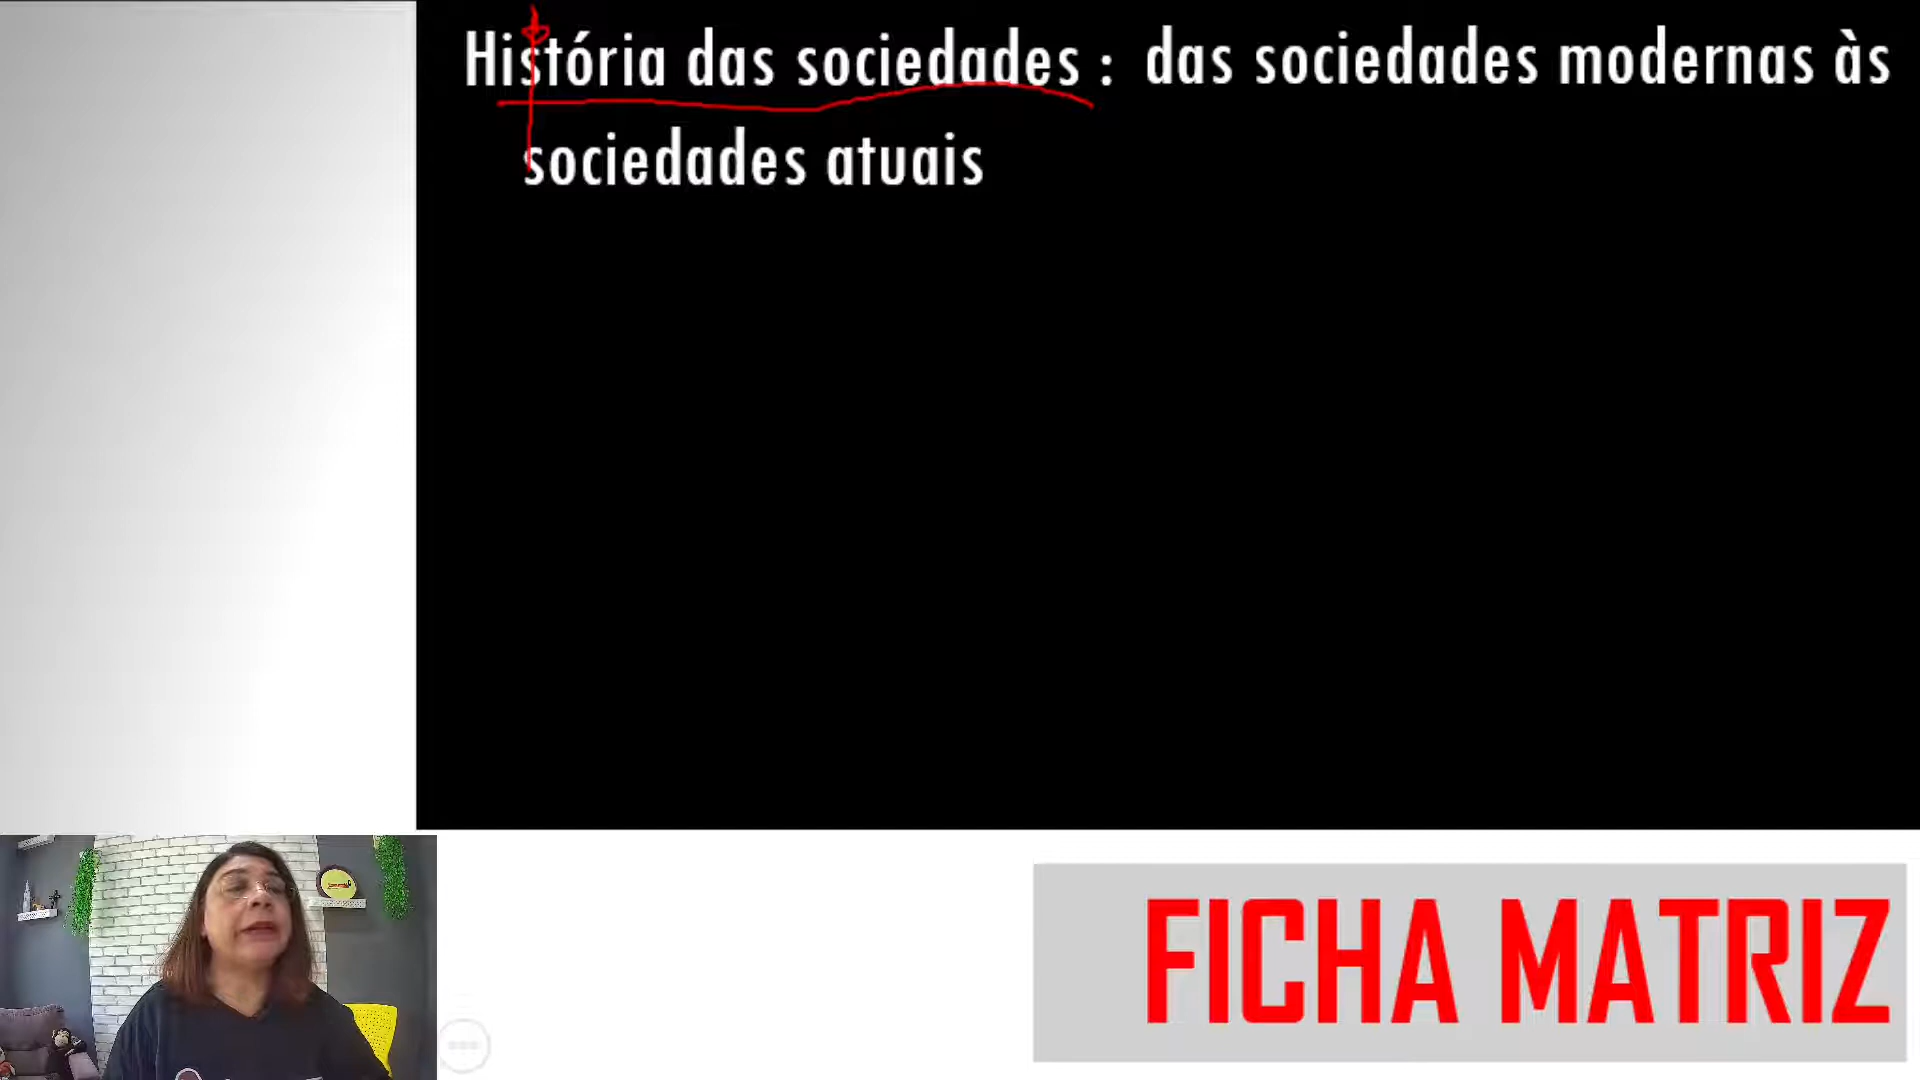 História das sociedades : das sociedades modernas às
sociedades atuais
FICHA MATRIZ